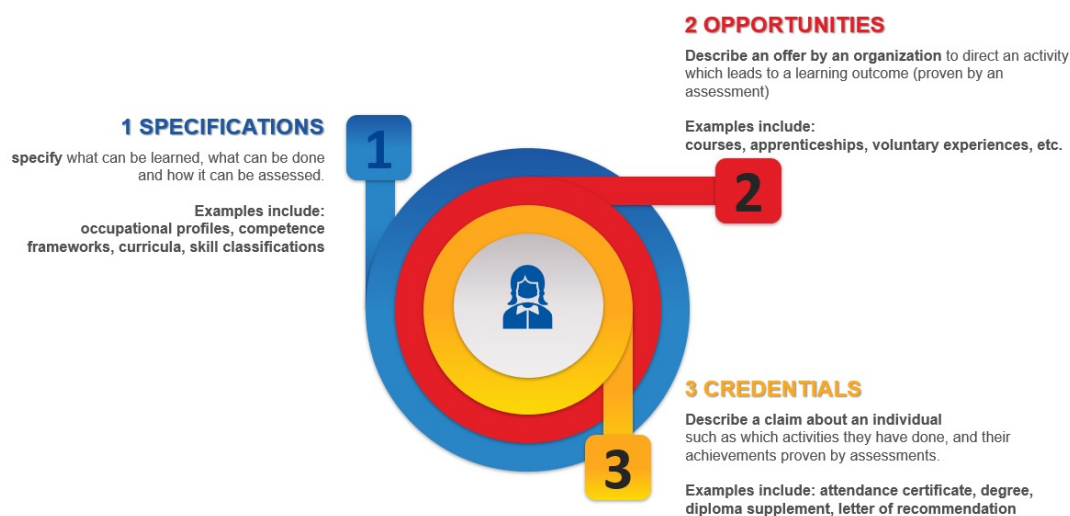 1 SPECIFICATIONS
specify what can be learned, what can be done
and how it can be assessed.
Examples include:
occupational profiles, competence
frameworks, curricula, skill classifications
1
2 OPPORTUNITIES
Describe an offer by an organization to direct an activity
which leads to a learning outcome (proven by an
assessment)
Examples include:
courses, apprenticeships, voluntary experiences, etc.
2
3 CREDENTIALS
Describe a claim about an individual
such as which activities they have done, and their
achievements proven by assessments.
Examples include: attendance certificate, degree,
diploma supplement, letter of recommendation
3